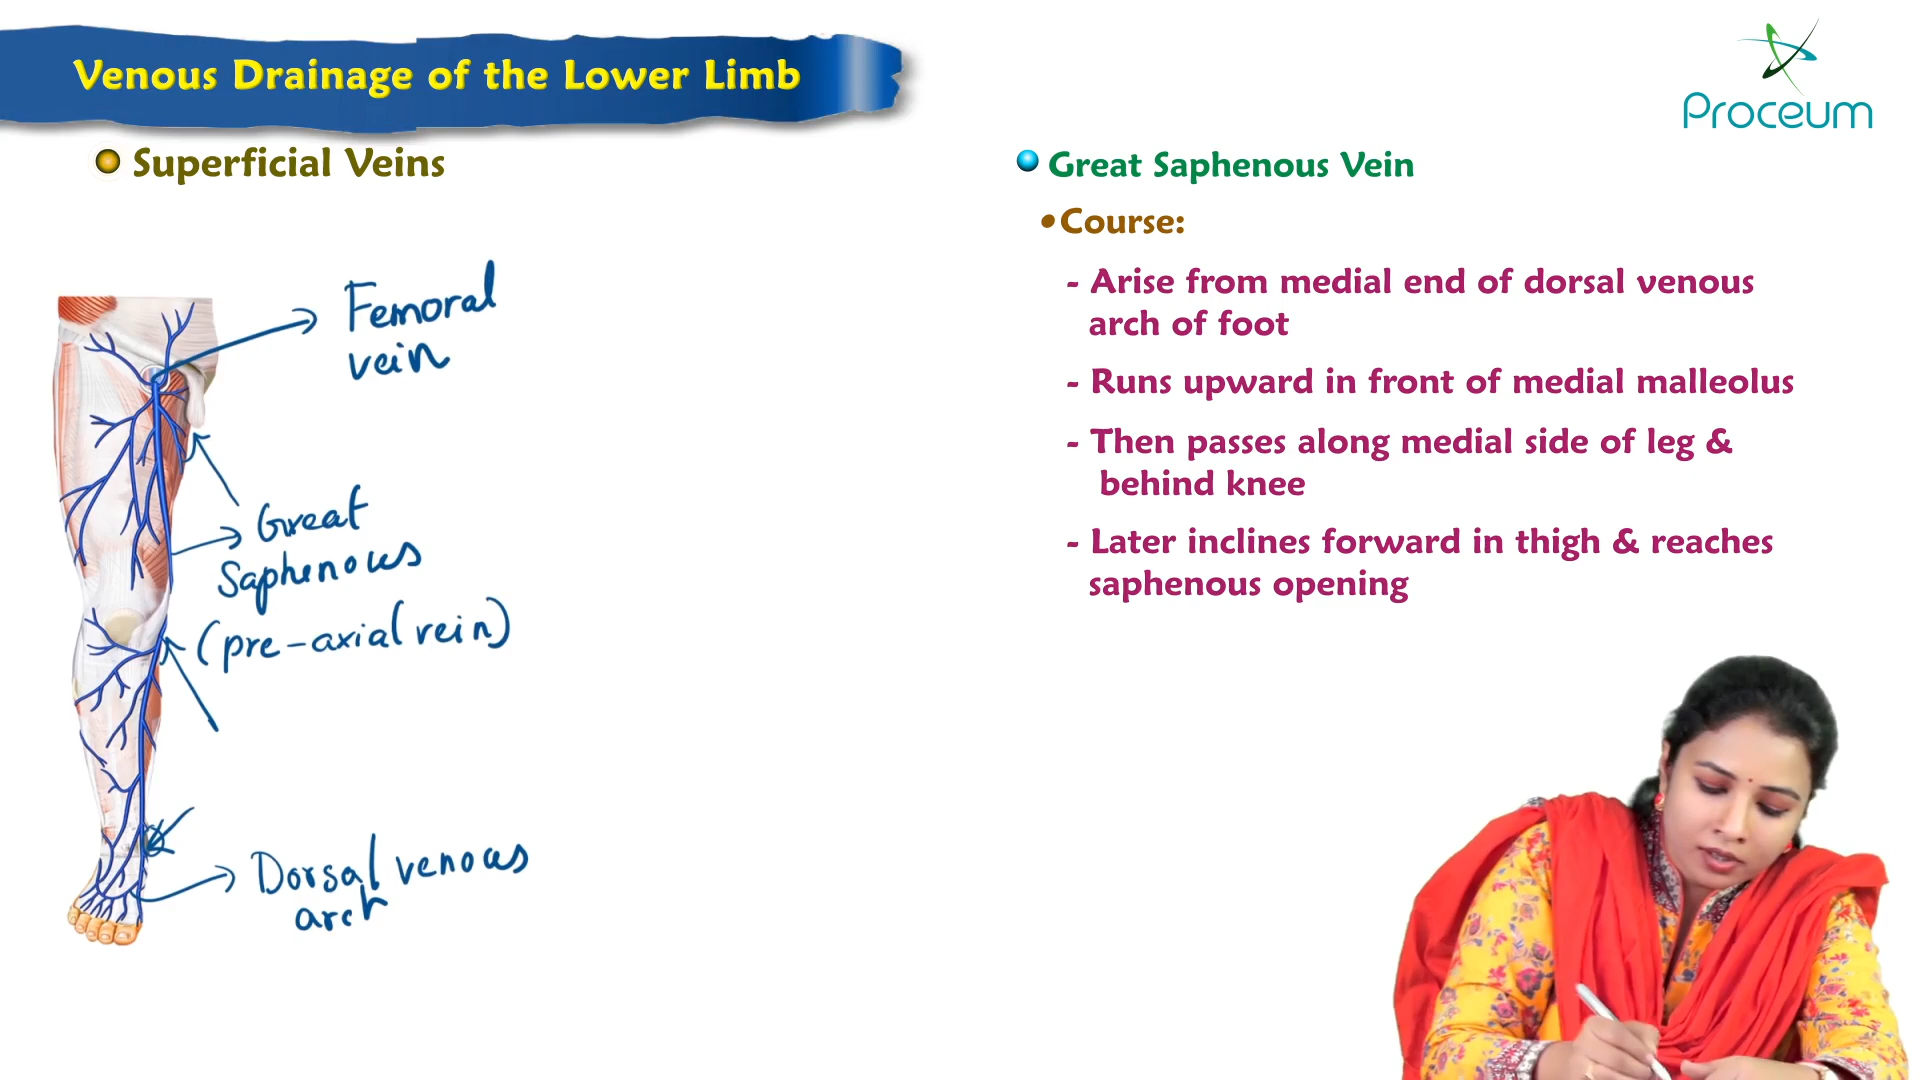 Venous Drainage of the Lower Limb
Proceum
Superficial Veins
Femoral
vein
Great
Saphenous
(pre-axial vein)
Dorsal venous
arch
Great Saphenous Vein
•Course:
- Arise from medial end of dorsal venous
arch of foot
- Runs upward in front of medial malleolus
- Then passes along medial side of leg &
behind knee
- Later inclines forward in thigh & reaches
saphenous opening